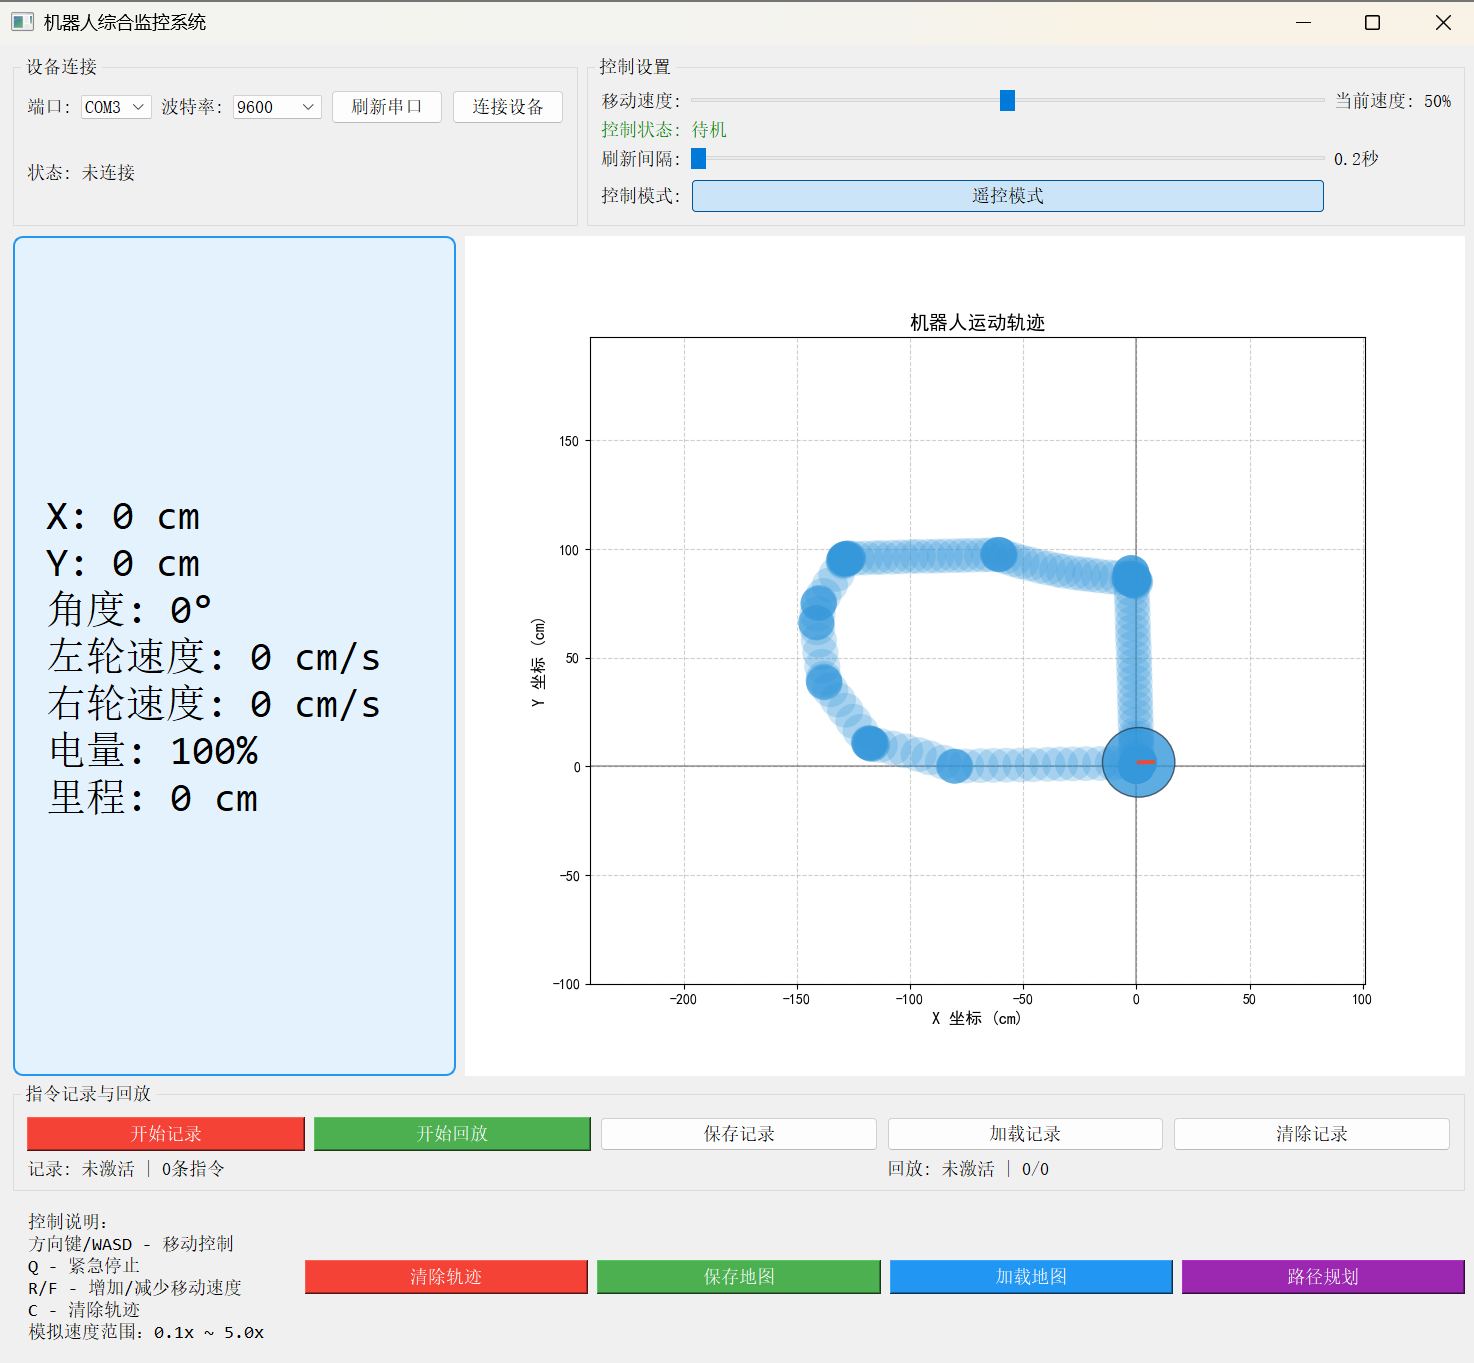 机器人综合监控系统
设备连接
端口: COM3 波特率: 9600 刷新串口 连接设备
状态: 未连接
控制设置
移动速度: 当前速度: 50%
控制状态: 待机
刷新间隔: 0.2秒
控制模式: 遥控模式
X: 0 cm
Y: 0 cm
角度: 0°
左轮速度: 0 cm/s
右轮速度: 0 cm/s
电量: 100%
里程: 0 cm
机器人运动轨迹
150
100
50
0
-50
-100
Y 坐标 (cm)
-200 -150 -100 -50 0 50 100
X 坐标 (cm)
指令记录与回放
开始记录 开始回放 保存记录 加载记录 清除记录
记录: 未激活 | 0条指令 回放: 未激活 | 0/0
控制说明:
方向键/WASD - 移动控制
Q - 紧急停止
R/F - 增加/减少移动速度
C - 清除轨迹
模拟速度范围: 0.1x ~ 5.0x
清除轨迹 保存地图 加载地图 路径规划